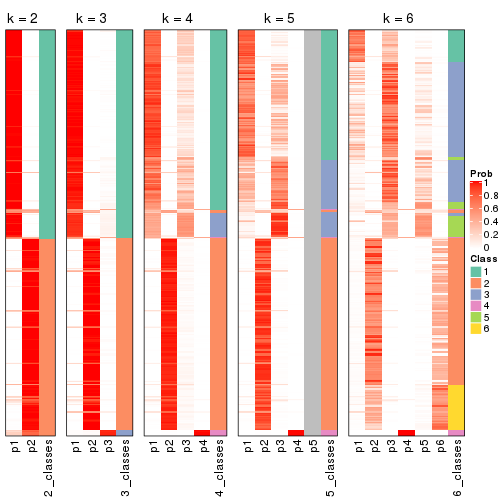 k = 2
k = 3
k = 4
k = 5
k = 6
Prob
1
0.8
0.6
0.4
0.2
0
Class
1
2
3
4
5
6
p1
p2
2_classes
p1
p2
p3
3_classes
p1
p2
p3
p4
4_classes
p1
p2
p3
p4
p5
5_classes
p1
p2
p3
p4
p5
p6
6_classes